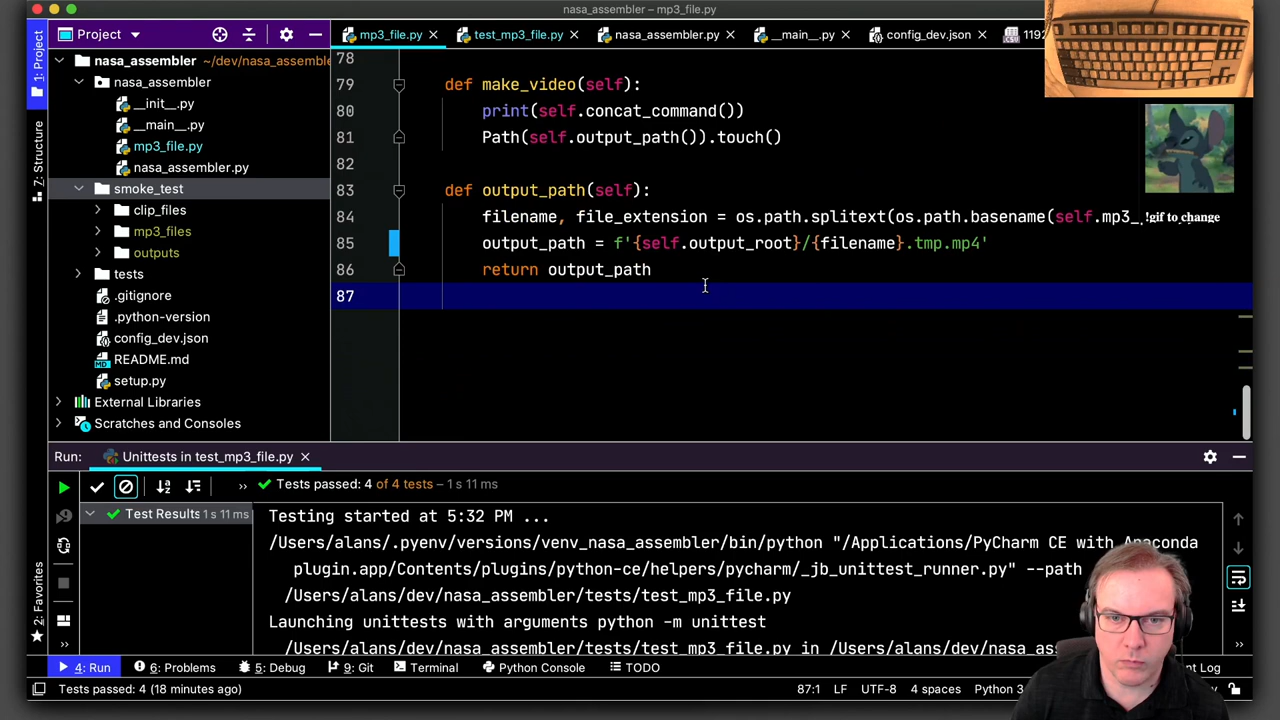 nasa_assembler – mp3_file.py
Project
mp3_file.py
test_mp3_file.py
nasa_assembler.py
__main__.py
config_dev.json
1: Project
Z: Structure
2: Favorites
nasa_assembler ~/dev/nasa_assemble
nasa_assembler
__init__.py
__main__.py
mp3_file.py
nasa_assembler.py
smoke_test
clip_files
mp3_files
outputs
tests
.gitignore
.python-version
config_dev.json
README.md
setup.py
External Libraries
Scratches and Consoles
78
79 def make_video(self):
80 print(self.concat_command())
81 Path(self.output_path()).touch()
82
83 def output_path(self):
84 filename, file_extension = os.path.splitext(os.path.basename(self.mp3_
85 output_path = f'{self.output_root}/{filename}.tmp.mp4'
86 return output_path
87
!gif to change
Run: Unittests in test_mp3_file.py
Tests passed: 4 of 4 tests – 1 s 11 ms
Test Results 1 s 11 ms
Testing started at 5:32 PM ...
/Users/alans/.pyenv/versions/venv_nasa_assembler/bin/python "/Applications/PyCharm CE with Anaconda
plugin.app/Contents/plugins/python-ce/helpers/pycharm/_jb_unittest_runner.py" --path
/Users/alans/dev/nasa_assembler/tests/test_mp3_file.py
Launching unittests with arguments python -m unittest
/Users/alans/dev/nasa_assembler/tests/test_mp3_file.py in /Users/alans/dev/nasa_ass
4: Run
6: Problems
5: Debug
9: Git
Terminal
Python Console
TODO
nt Log
Tests passed: 4 (18 minutes ago)
87:1 LF UTF-8 4 spaces Python 3